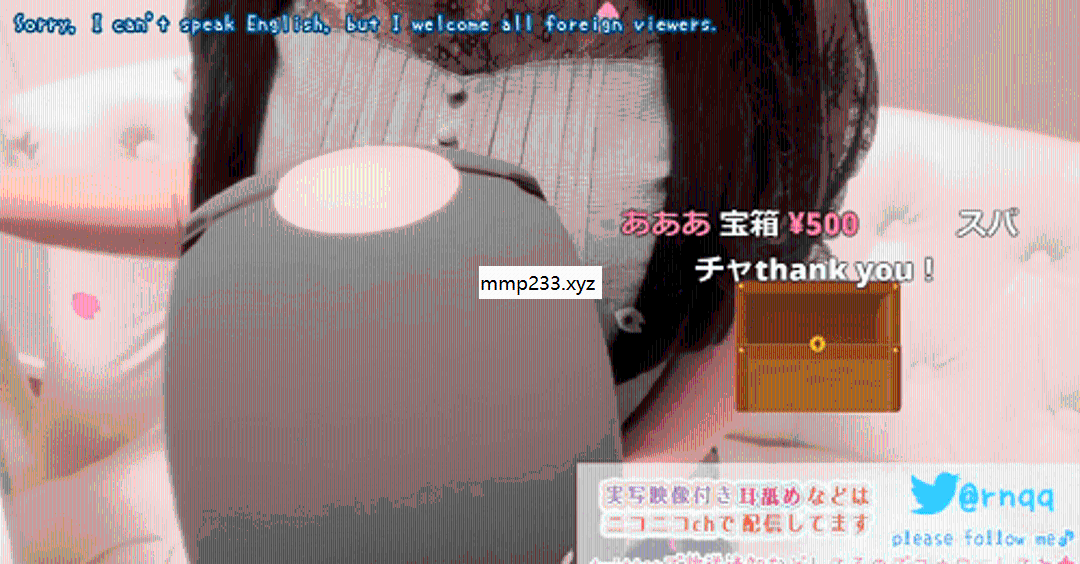 Sorry, I can't speak English, but I welcome all foreign viewers.
あああ 宝箱 ¥500 スパ
チャthank you!
mmp233.xyz
実写映像付き耳舐めなどは
ニコニコchで配信してます
@rnqq
please follow me♪